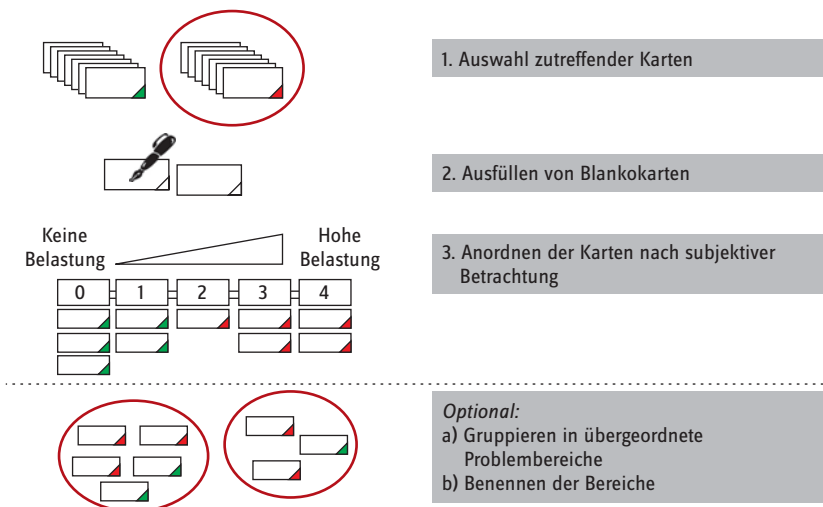 1. Auswahl zutreffender Karten
2. Ausfüllen von Blankokarten
Keine
Belastung
Hohe
Belastung
0 1 2 3 4
3. Anordnen der Karten nach subjektiver
Betrachtung
Optional:
a) Gruppieren in übergeordnete
Problembereiche
b) Benennen der Bereiche